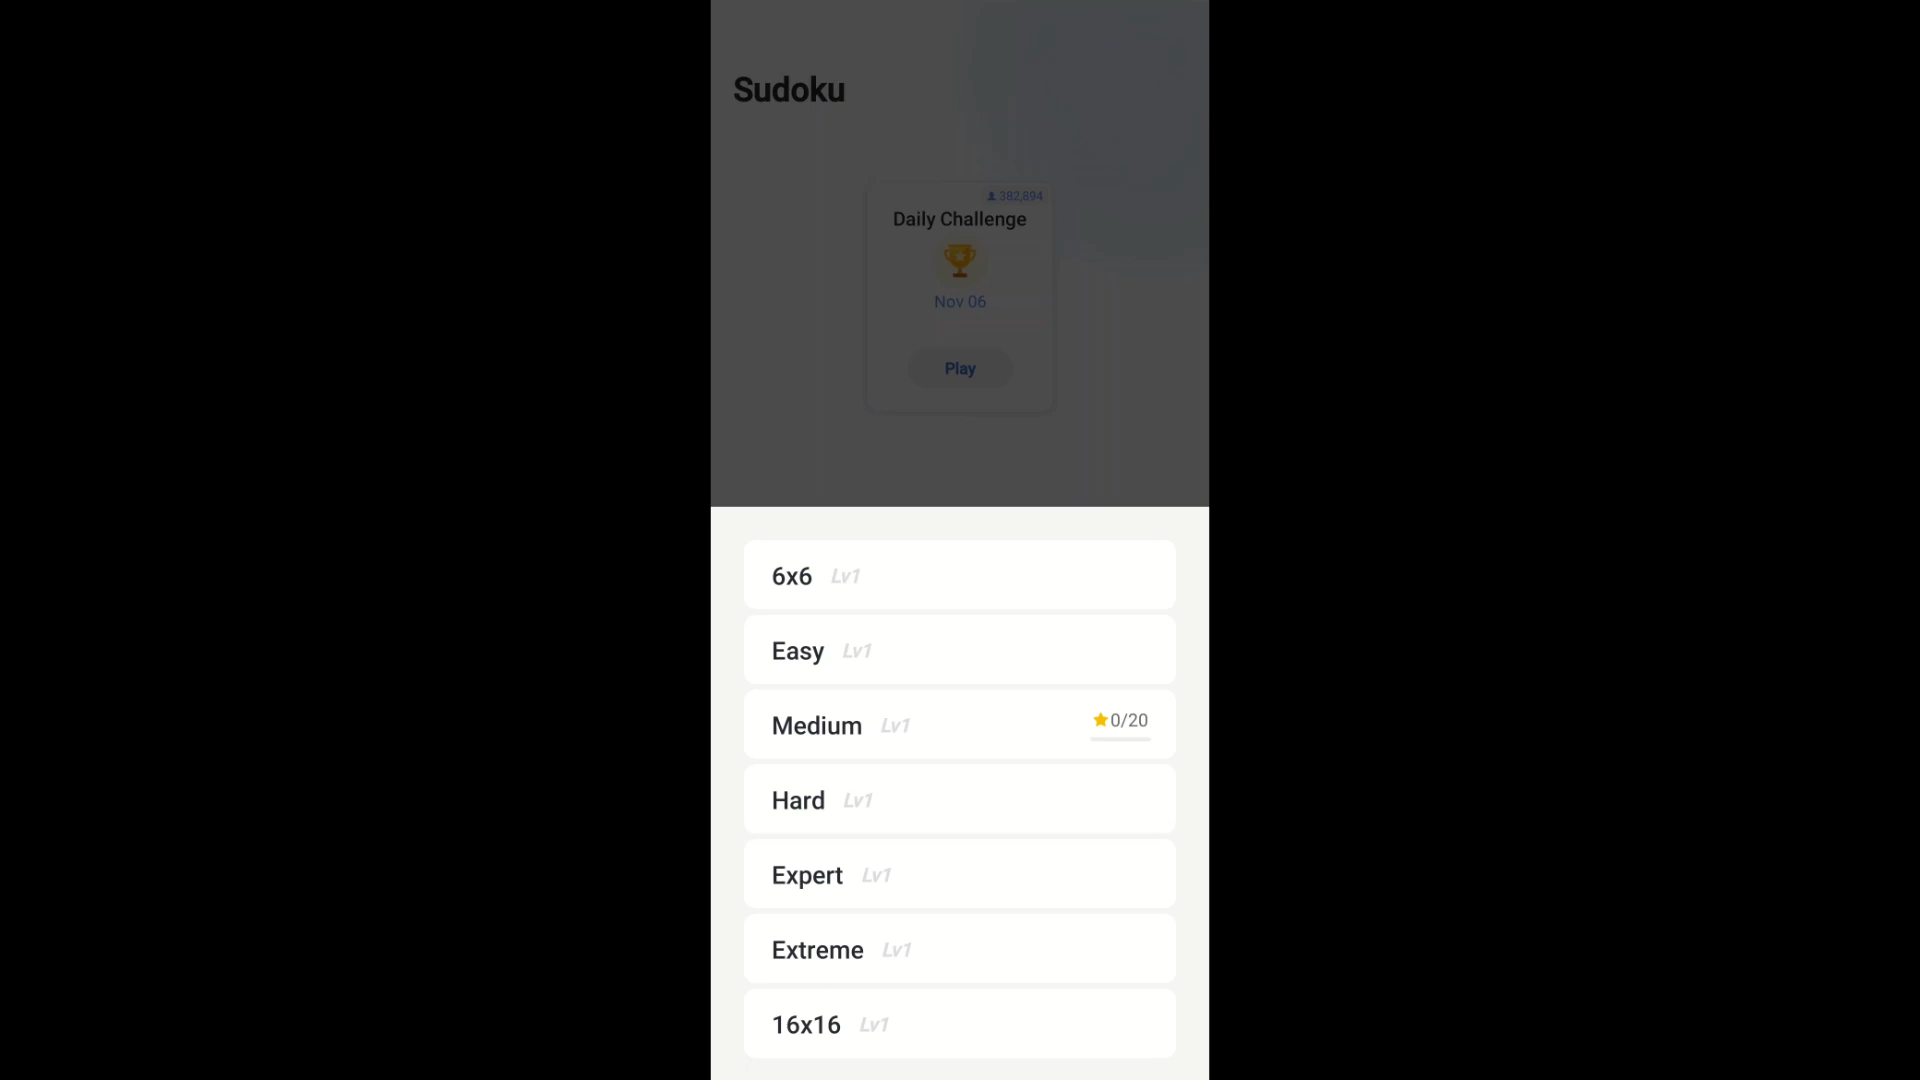 Sudoku
382,894
Daily Challenge
Nov 06
Play
6x6 Lv1
Easy Lv1
Medium Lv1 0/20
Hard Lv1
Expert Lv1
Extreme Lv1
16x16 Lv1